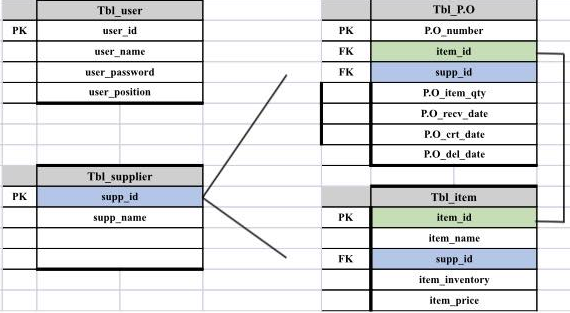 Tbl_user
PK user_id
user_name
user_password
user_position
Tbl_P.O
PK P.O_number
FK item_id
FK supp_id
P.O_item_qty
P.O_recv_date
P.O_crt_date
P.O_del_date
Tbl_supplier
PK supp_id
supp_name
Tbl_item
PK item_id
item_name
FK supp_id
item_inventory
item_price